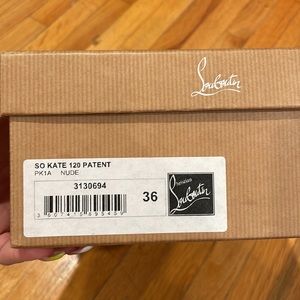 Louboutin
SO KATE 120 PATENT
PK1A NUDE
3130694
36
Christian
Louboutin